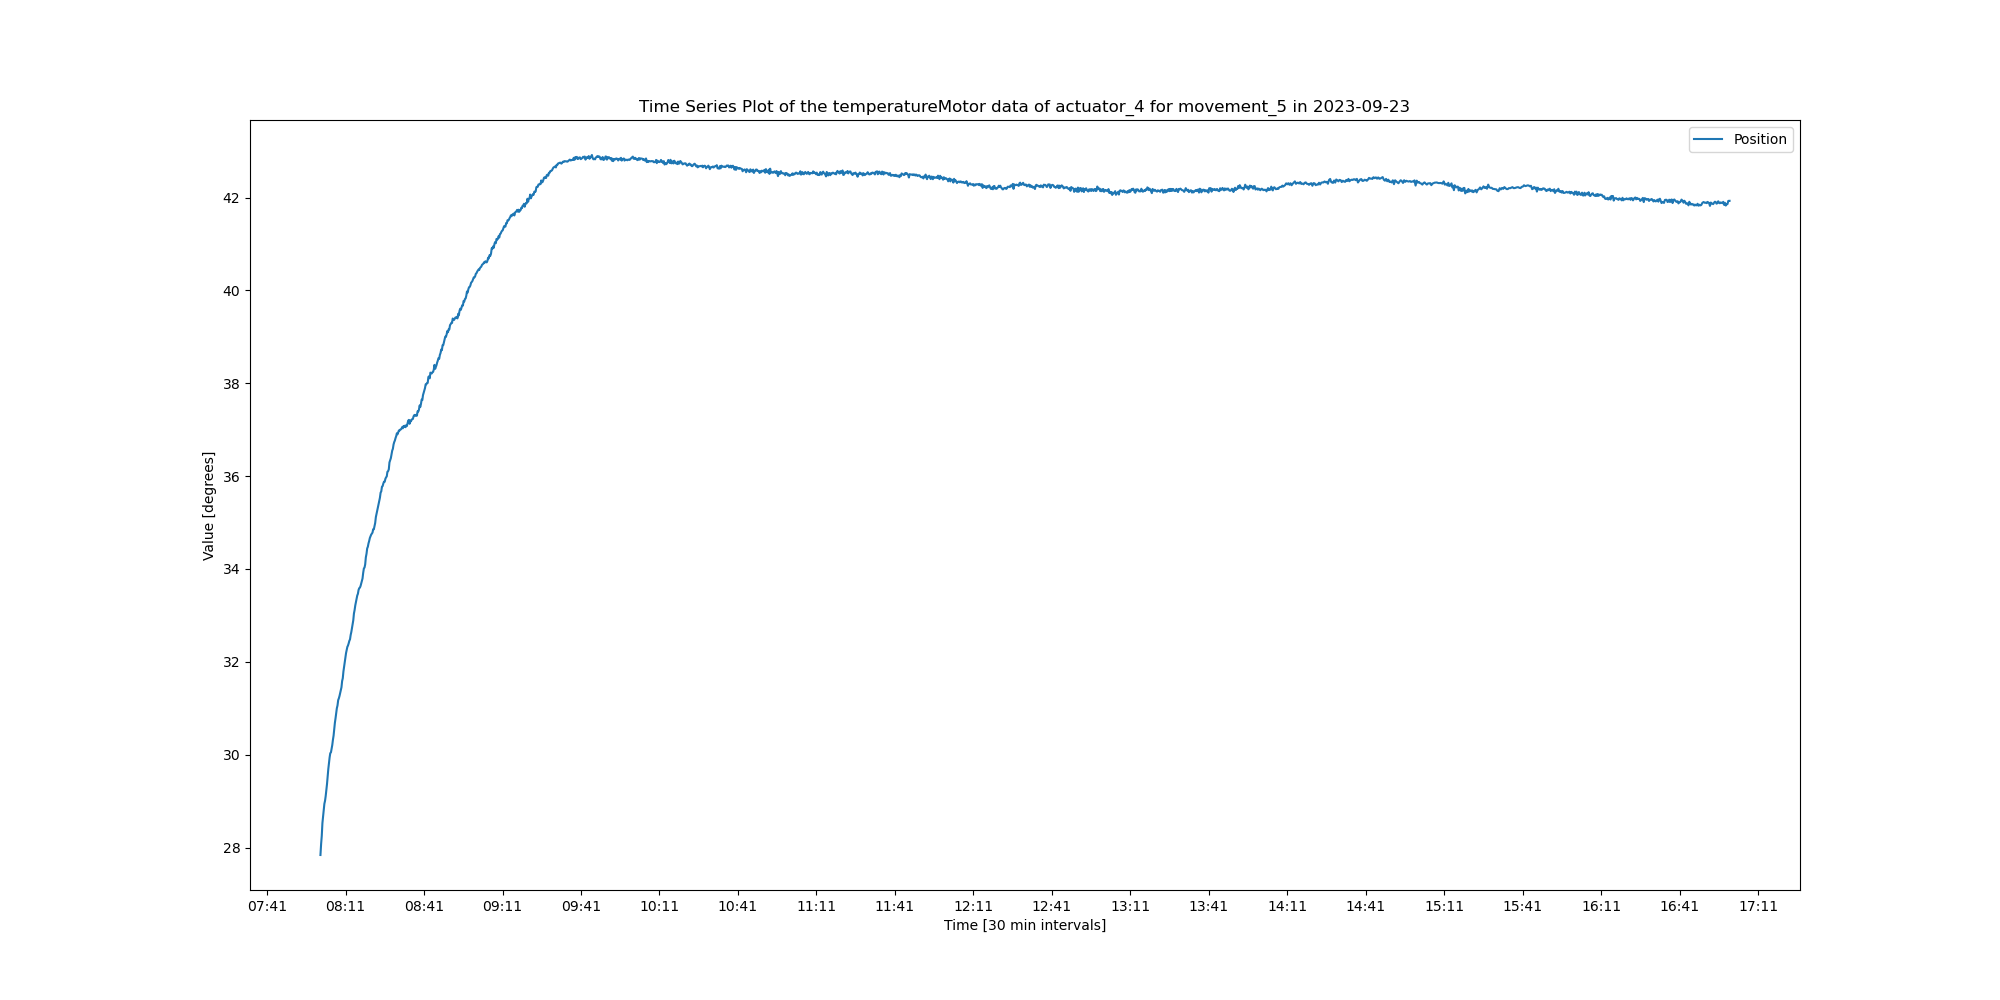 Time Series Plot of the temperatureMotor data of actuator_4 for movement_5 in 2023-09-23
Position
Value [degrees]
42
40
38
36
34
32
30
28
07:41 08:11 08:41 09:11 09:41 10:11 10:41 11:11 11:41 12:11 12:41 13:11 13:41 14:11 14:41 15:11 15:41 16:11 16:41 17:11
Time [30 min intervals]